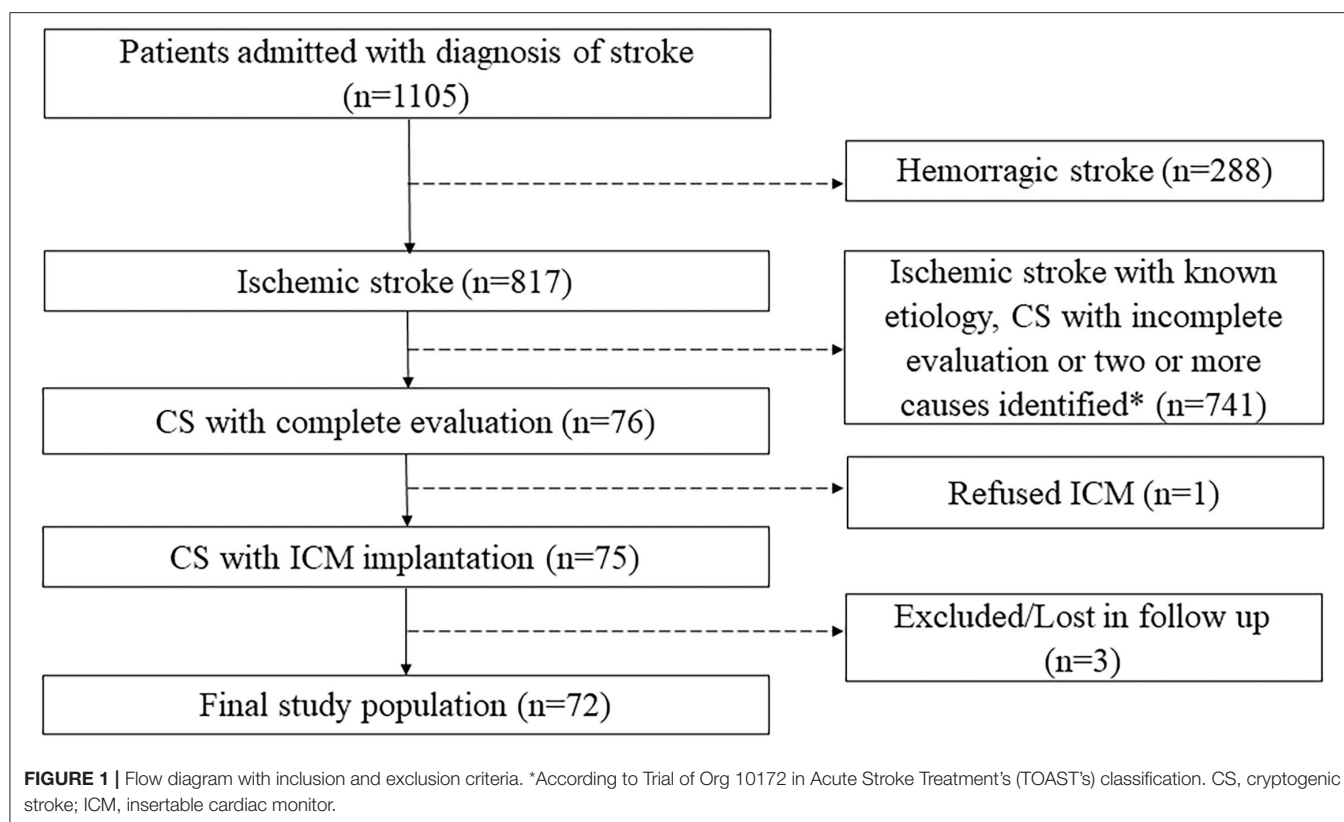 Patients admitted with diagnosis of stroke
(n=1105)
Hemorragic stroke (n=288)
Ischemic stroke (n=817)
Ischemic stroke with known
etiology, CS with incomplete
evaluation or two or more
causes identified* (n=741)
CS with complete evaluation (n=76)
Refused ICM (n=1)
CS with ICM implantation (n=75)
Excluded/Lost in follow up
(n=3)
Final study population (n=72)
FIGURE 1 | Flow diagram with inclusion and exclusion criteria. *According to Trial of Org 10172 in Acute Stroke Treatment's (TOAST's) classification. CS, cryptogenic
stroke; ICM, insertable cardiac monitor.